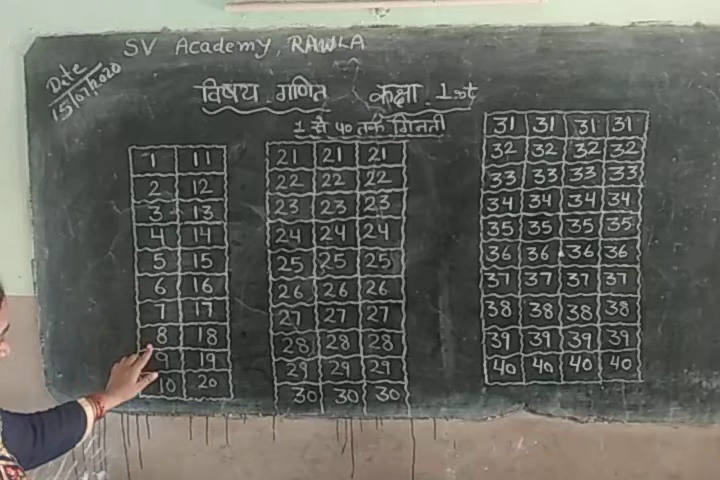 SV Academy, RAWLA
Date
15/07/2020
विषय - गणित कक्षा - 1st
1 से 40 तक गिनती
1 11
2 12
3 13
4 14
5 15
6 16
7 17
8 18
9 19
10 20
21 21 21
22 22 22
23 23 23
24 24 24
25 25 25
26 26 26
27 27 27
28 28 28
29 29 29
30 30 30
31 31 31 31
32 32 32 32
33 33 33 33
34 34 34 34
35 35 35 35
36 36 36 36
37 37 37 37
38 38 38 38
39 39 39 39
40 40 40 40